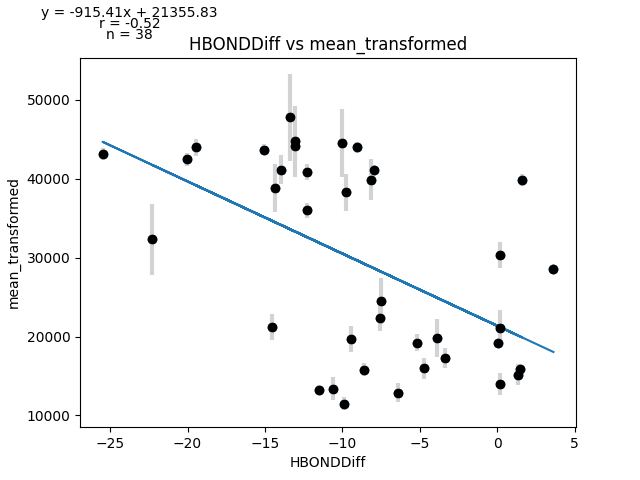 y = -915.41x + 21355.83
r = -0.52
n = 38
HBONDDiff vs mean_transformed
50000
40000
30000
20000
10000
mean_transformed
−25
−20
−15
−10
−5
0
5
HBONDDiff